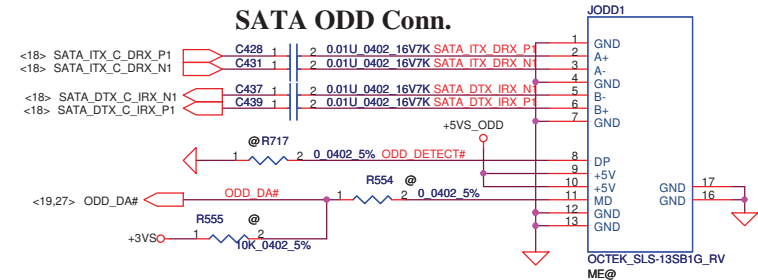 SATA ODD Conn.
JODD1
<18> SATA_ITX_C_DRX_P1 C428 1 2 0.01U_0402_16V7K SATA_ITX_DRX_P1 1 GND
<18> SATA_ITX_C_DRX_N1 C431 1 2 0.01U_0402_16V7K SATA_ITX_DRX_N1 2 A+
3 A-
4 GND
<18> SATA_DTX_C_IRX_N1 C437 1 2 0.01U_0402_16V7K SATA_DTX_IRX_N1 5 B-
<18> SATA_DTX_C_IRX_P1 C439 1 2 0.01U_0402_16V7K SATA_DTX_IRX_P1 6 B+
7 GND
+5VS_ODD
@ R717
1 2 0_0402_5% ODD_DETECT# 8 DP
9 +5V
10 +5V
R554 @
<19,27> ODD_DA# ODD_DA# 1 2 0_0402_5% 11 MD
12 GND
13 GND
GND 17
GND 16
R555 @
+3VS 1 2
10K_0402_5%
OCTEK_SLS-13SB1G_RV
ME@